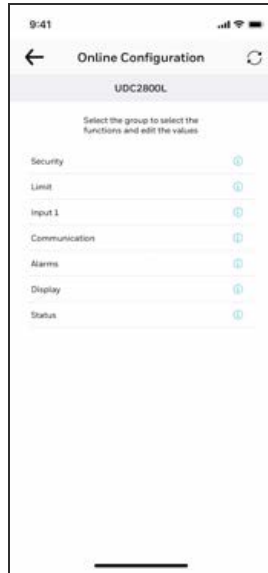 9:41
Online Configuration
UDC2800L
Select the group to select the
functions and edit the values
Security
Limit
Input 1
Communication
Alarms
Display
Status